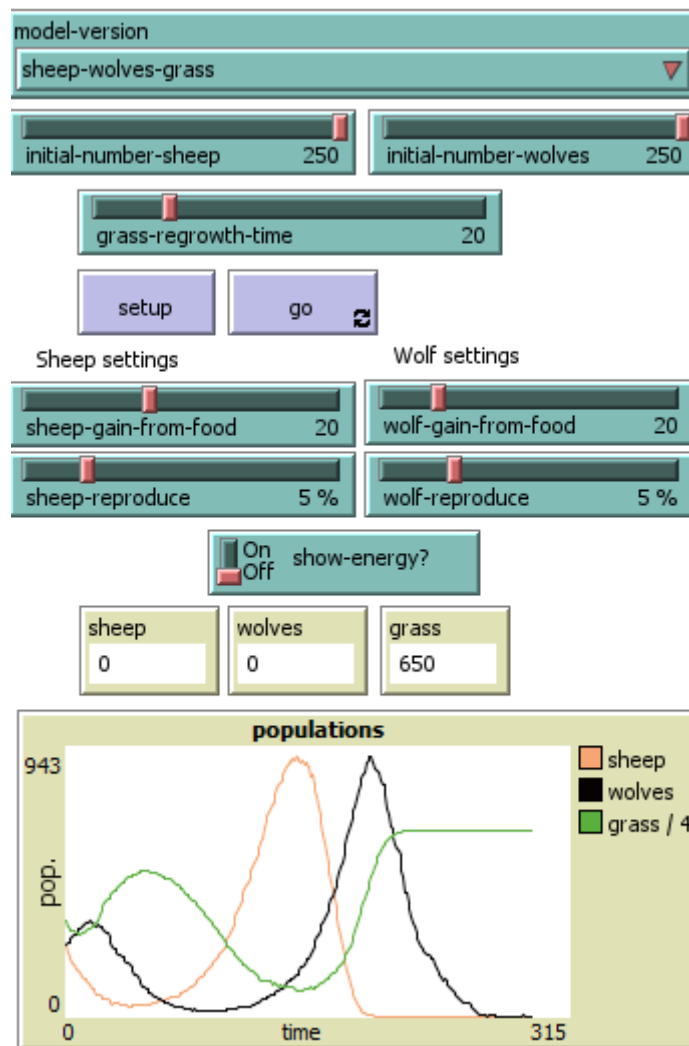 model-version
sheep-wolves-grass
initial-number-sheep 250
initial-number-wolves 250
grass-regrowth-time 20
setup
go
Sheep settings
Wolf settings
sheep-gain-from-food 20
wolf-gain-from-food 20
sheep-reproduce 5 %
wolf-reproduce 5 %
On
Off
show-energy?
sheep
0
wolves
0
grass
650
populations
943
pop.
0
0
time
315
sheep
wolves
grass / 4